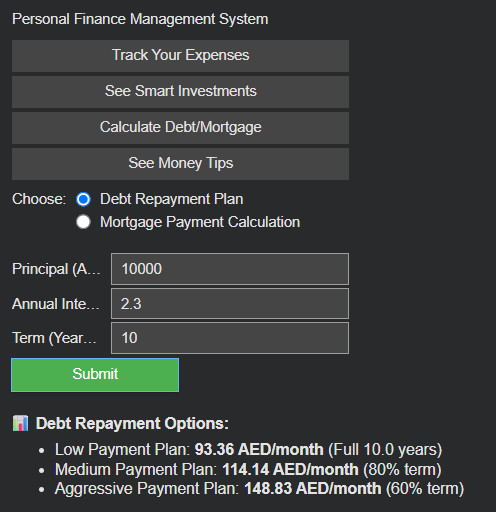 Personal Finance Management System
Track Your Expenses
See Smart Investments
Calculate Debt/Mortgage
See Money Tips
Choose: Debt Repayment Plan
Mortgage Payment Calculation
Principal (A... 10000
Annual Inte... 2.3
Term (Year... 10
Submit
📊 Debt Repayment Options:
• Low Payment Plan: 93.36 AED/month (Full 10.0 years)
• Medium Payment Plan: 114.14 AED/month (80% term)
• Aggressive Payment Plan: 148.83 AED/month (60% term)